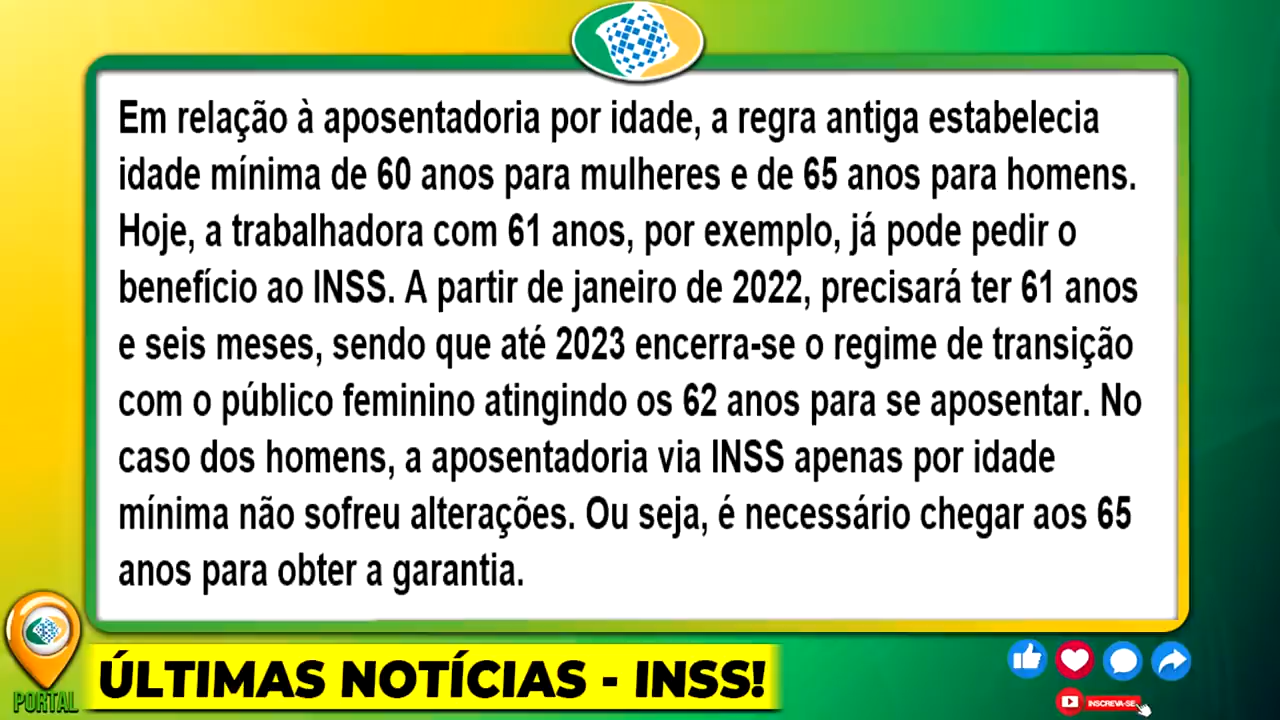 Em relação à aposentadoria por idade, a regra antiga estabelecia
idade mínima de 60 anos para mulheres e de 65 anos para homens.
Hoje, a trabalhadora com 61 anos, por exemplo, já pode pedir o
benefício ao INSS. A partir de janeiro de 2022, precisará ter 61 anos
e seis meses, sendo que até 2023 encerra-se o regime de transição
com o público feminino atingindo os 62 anos para se aposentar. No
caso dos homens, a aposentadoria via INSS apenas por idade
mínima não sofreu alterações. Ou seja, é necessário chegar aos 65
anos para obter a garantia.
PORTAL
ÚLTIMAS NOTÍCIAS - INSS!
INSCREVA-SE